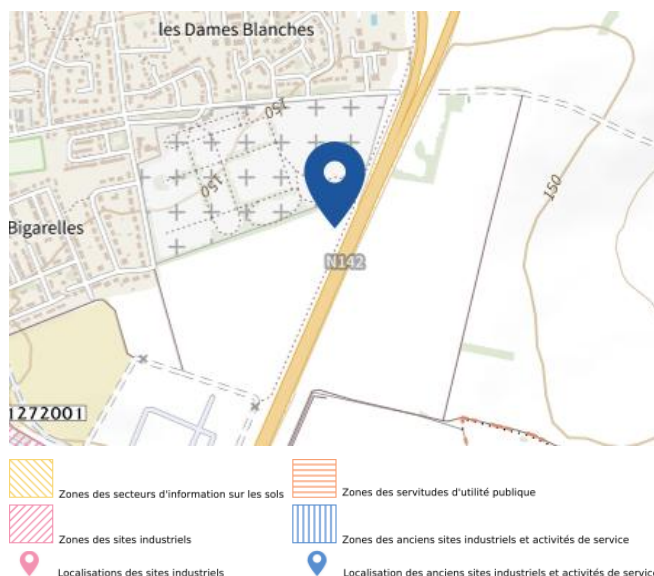 les Dames Blanches
150
150
150
Bigarelles
N142
1272001
Zones des secteurs d'information sur les sols
Zones des servitudes d'utilité publique
Zones des sites industriels
Zones des anciens sites industriels et activités de service
Localisations des sites industriels
Localisation des anciens sites industriels et activités de service